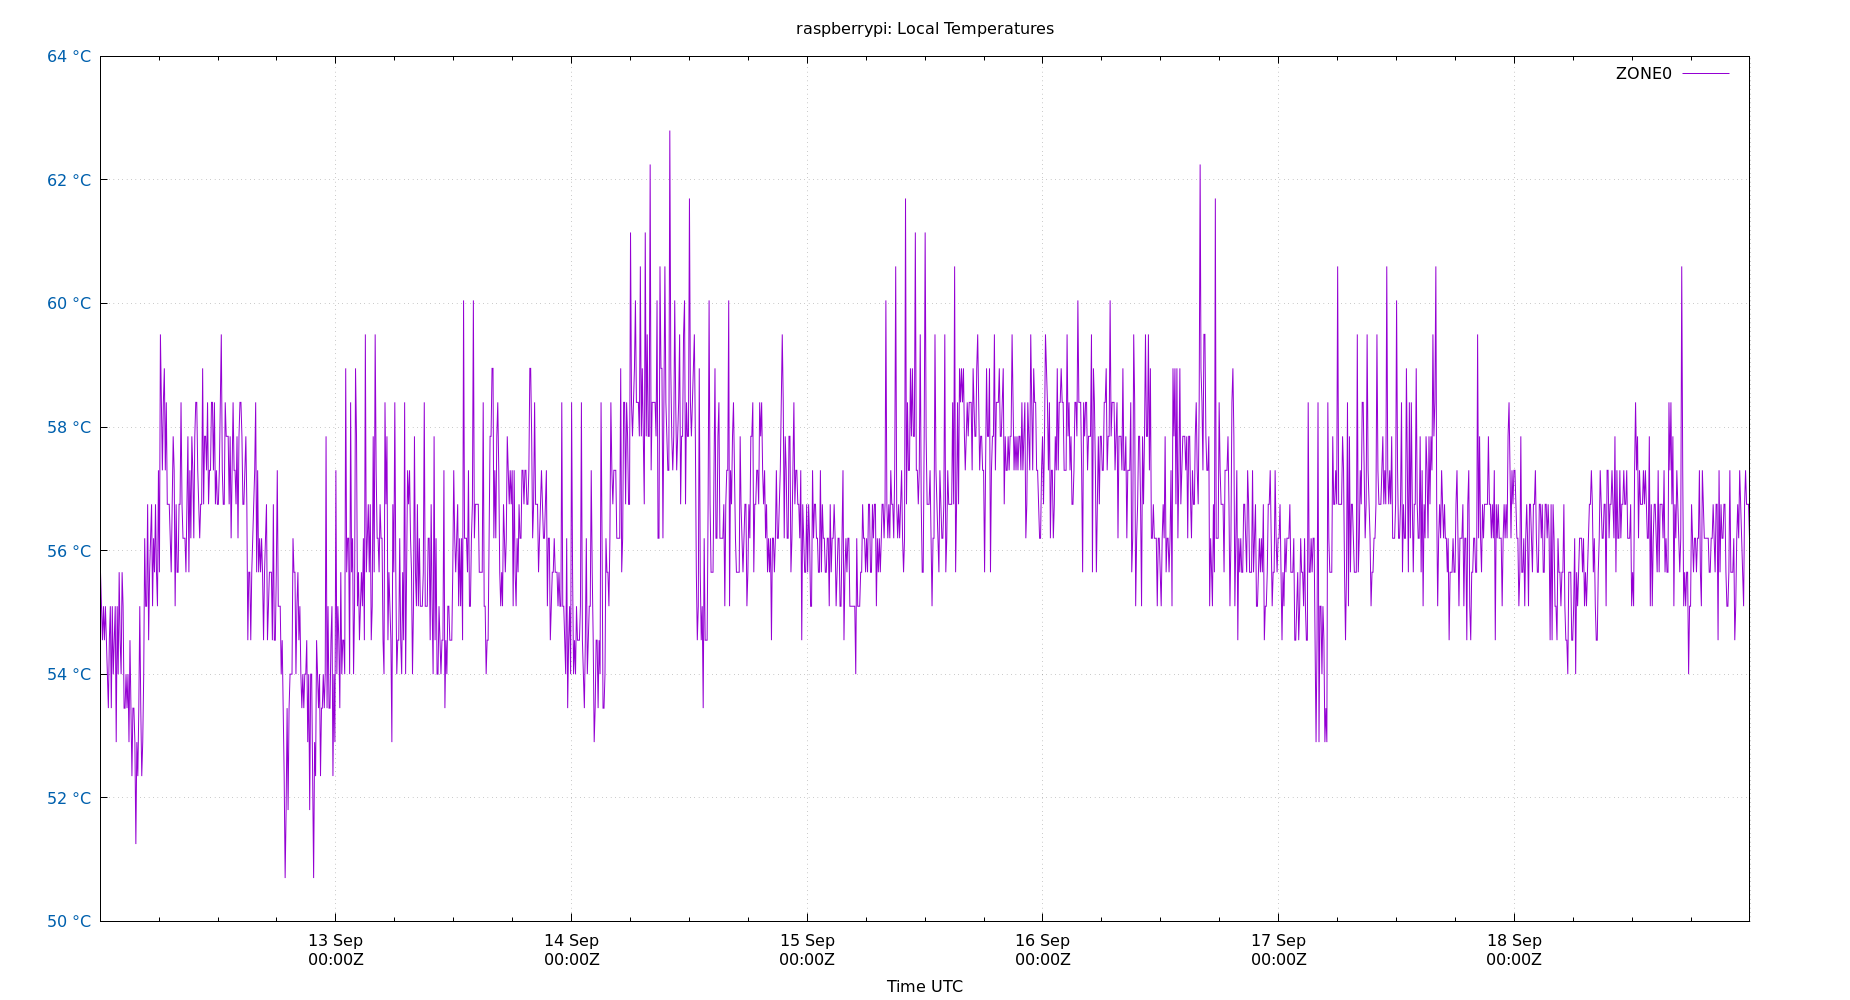 raspberrypi: Local Temperatures
64 °C
ZONE0
62 °C
60 °C
58 °C
56 °C
54 °C
52 °C
50 °C
13 Sep
00:00Z
14 Sep
00:00Z
15 Sep
00:00Z
16 Sep
00:00Z
17 Sep
00:00Z
18 Sep
00:00Z
Time UTC